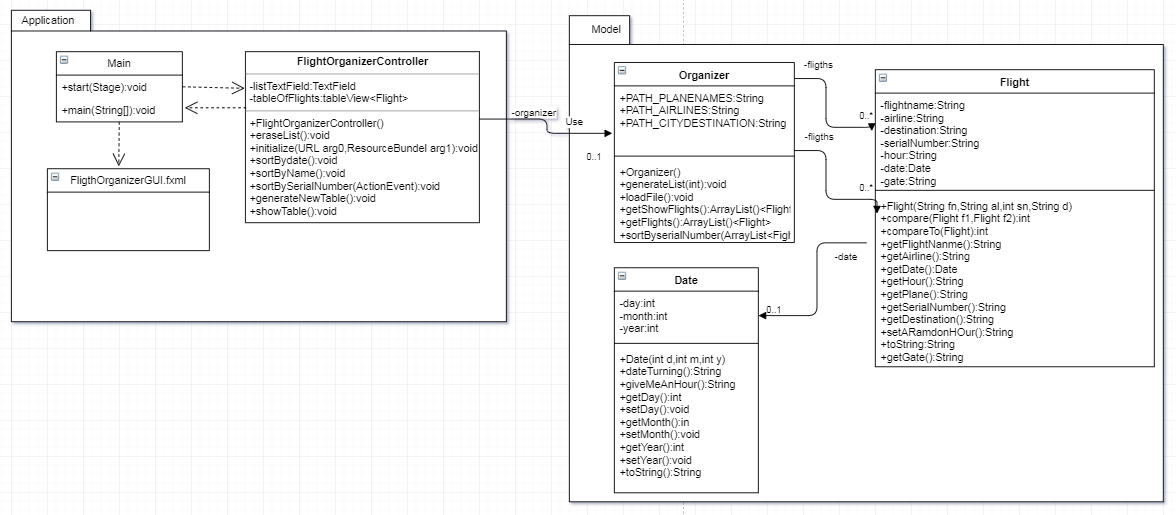 Application
Main
+start(Stage):void
+main(String[]):void
FligthOrganizerGUI.fxml
FlightOrganizerController
-listTextField:TextField
-tableOfFlights:tableView<Flight>
+FlightOrganizerController()
+eraseList():void
+initialize(URL arg0,ResourceBundel arg1):void
+sortBydate():void
+sortByName():void
+sortBySerialNumber(ActionEvent):void
+generateNewTable():void
+showTable():void
-organizer
Use
0..1
Model
Organizer
+PATH_PLANENAMES:String
+PATH_AIRLINES:String
+PATH_CITYDESTINATION:String
+Organizer()
+generateList(int):void
+loadFile():void
+getShowFlights():ArrayList()<Flight
+getFlights():ArrayList()<Flight>
+sortByserialNumber(ArrayList<Figh
-fligths
0..*
-fligths
0..*
Flight
-flightname:String
-airline:String
-destination:String
-serialNumber:String
-hour:String
-date:Date
-gate:String
+Flight(String fn,String al,int sn,String d)
+compare(Flight f1,Flight f2):int
+compareTo(Flight):int
+getFlightNanme():String
+getAirline():String
+getDate():Date
+getHour():String
+getPlane():String
+getSerialNumber():String
+getDestination():String
+setARamdonHOur():String
+toString:String
+getGate():String
-date
0..1
Date
-day:int
-month:int
-year:int
+Date(int d,int m,int y)
+dateTurning():String
+giveMeAnHour():String
+getDay():int
+setDay():void
+getMonth():in
+setMonth():void
+getYear():int
+setYear():void
+toString():String